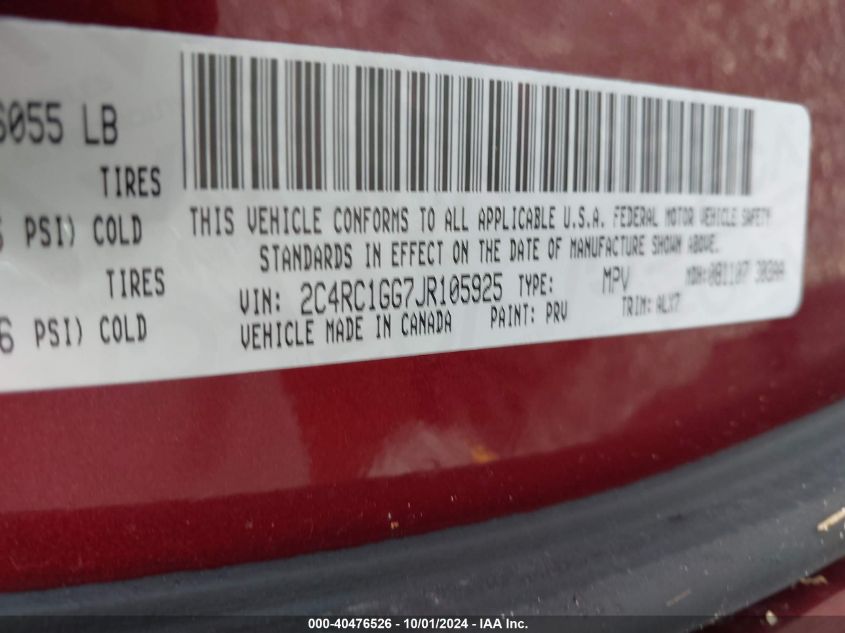 6055 LB
TIRES
PSI) COLD
TIRES
6 PSI) COLD
THIS VEHICLE CONFORMS TO ALL APPLICABLE U.S.A. FEDERAL MOTOR VEHICLE SAFETY
STANDARDS IN EFFECT ON THE DATE OF MANUFACTURE SHOWN ABOVE.
VIN: 2C4RC1GG7JR105925 TYPE: MPV MDH:
VEHICLE MADE IN CANADA PAINT: PRV TRIM: ALX7
000-40476526 - 10/01/2024 - IAA Inc.